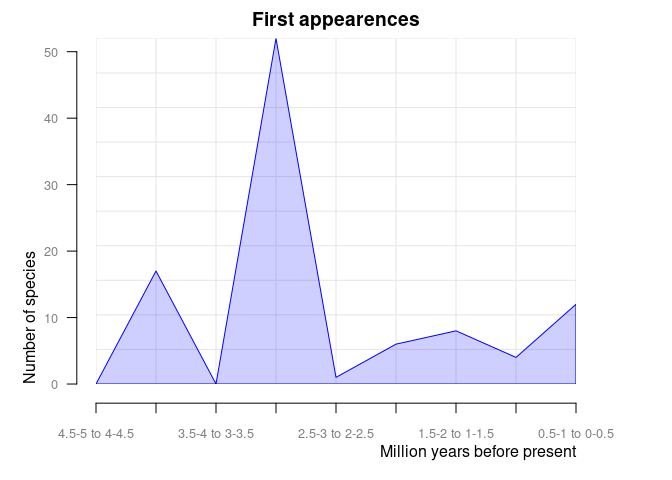 First appearences
Number of species
50
40
30
20
10
0
4.5-5 to 4-4.5 3.5-4 to 3-3.5 2.5-3 to 2-2.5 1.5-2 to 1-1.5 0.5-1 to 0-0.5
Million years before present